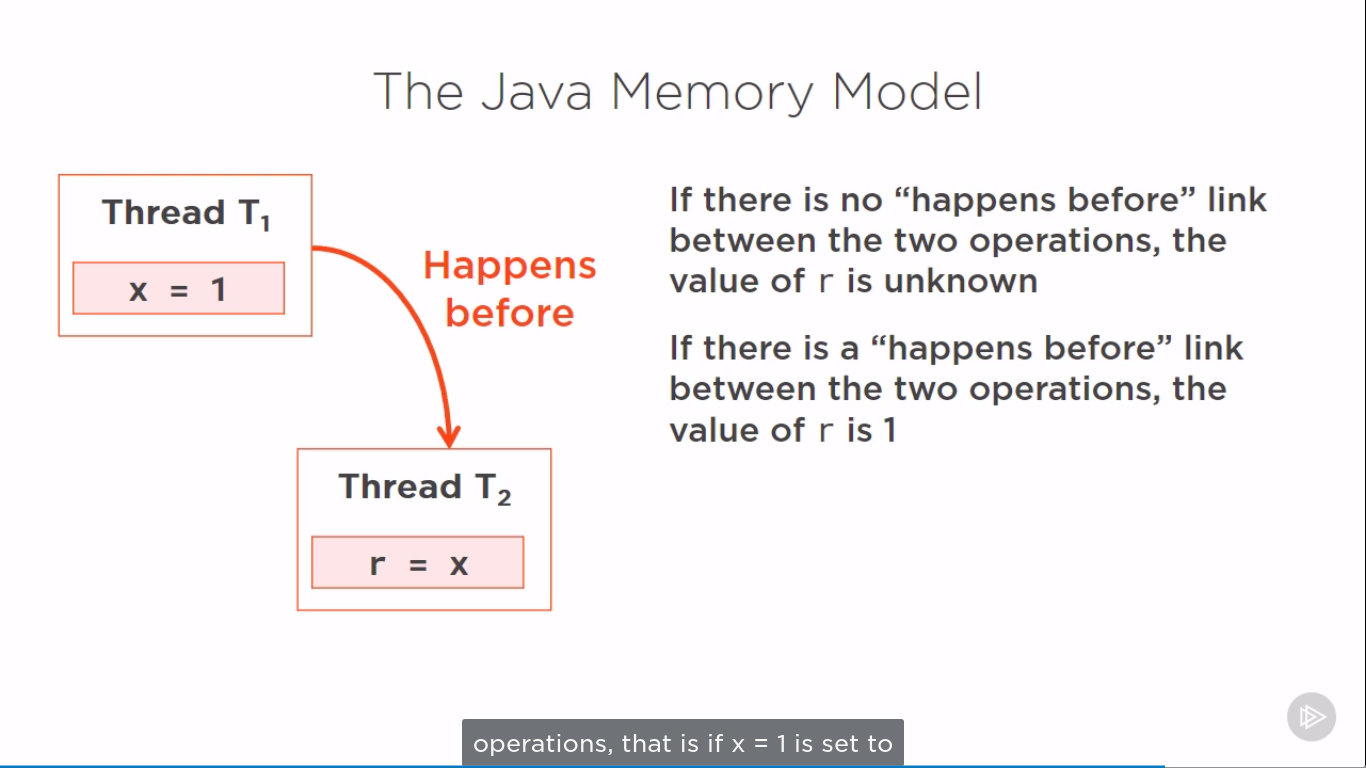 The Java Memory Model
Thread T₁
x = 1
Happens
before
Thread T₂
r = x
If there is no “happens before” link
between the two operations, the
value of r is unknown
If there is a “happens before” link
between the two operations, the
value of r is 1
operations, that is if x = 1 is set to